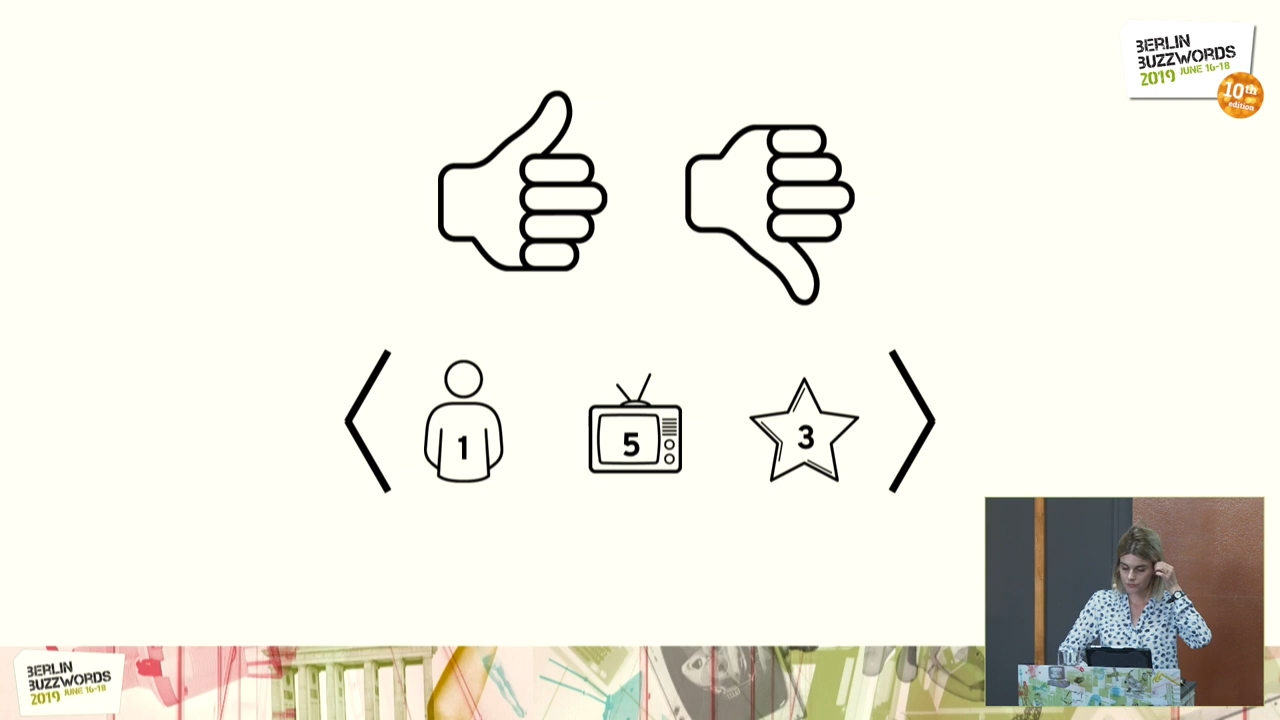 BERLIN
BUZZWORDS
2019 JUNE 16-18
10th
edition
1
5
3
BERLIN
BUZZWORDS
2019 JUNE 16-18